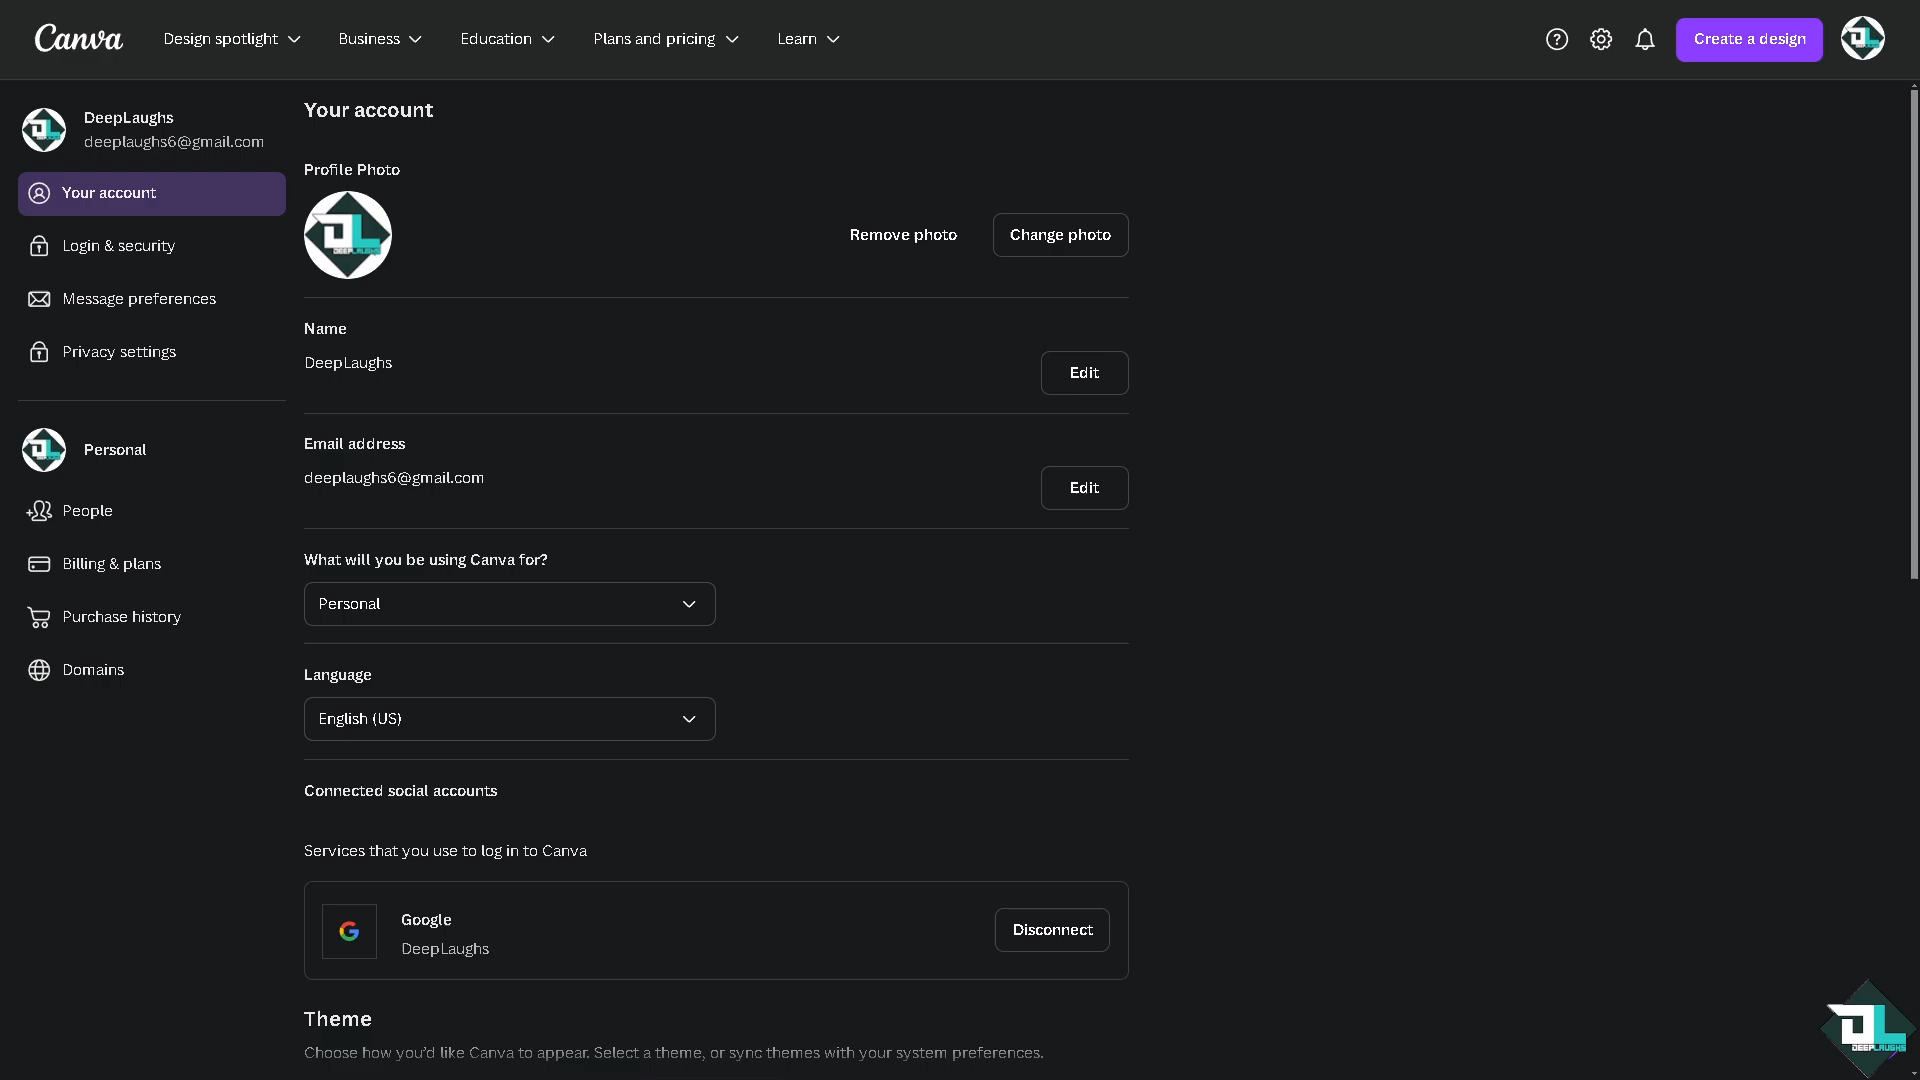 Canva
Design spotlight
Business
Education
Plans and pricing
Learn
Create a design
DeepLaughs
deeplaughs6@gmail.com
Your account
Login & security
Message preferences
Privacy settings
Personal
People
Billing & plans
Purchase history
Domains
Your account
Profile Photo
Remove photo
Change photo
Name
DeepLaughs
Edit
Email address
deeplaughs6@gmail.com
Edit
What will you be using Canva for?
Personal
Language
English (US)
Connected social accounts
Services that you use to log in to Canva
Google
DeepLaughs
Disconnect
Theme
Choose how you’d like Canva to appear. Select a theme, or sync themes with your system preferences.
DL
DEEPLAUGHS